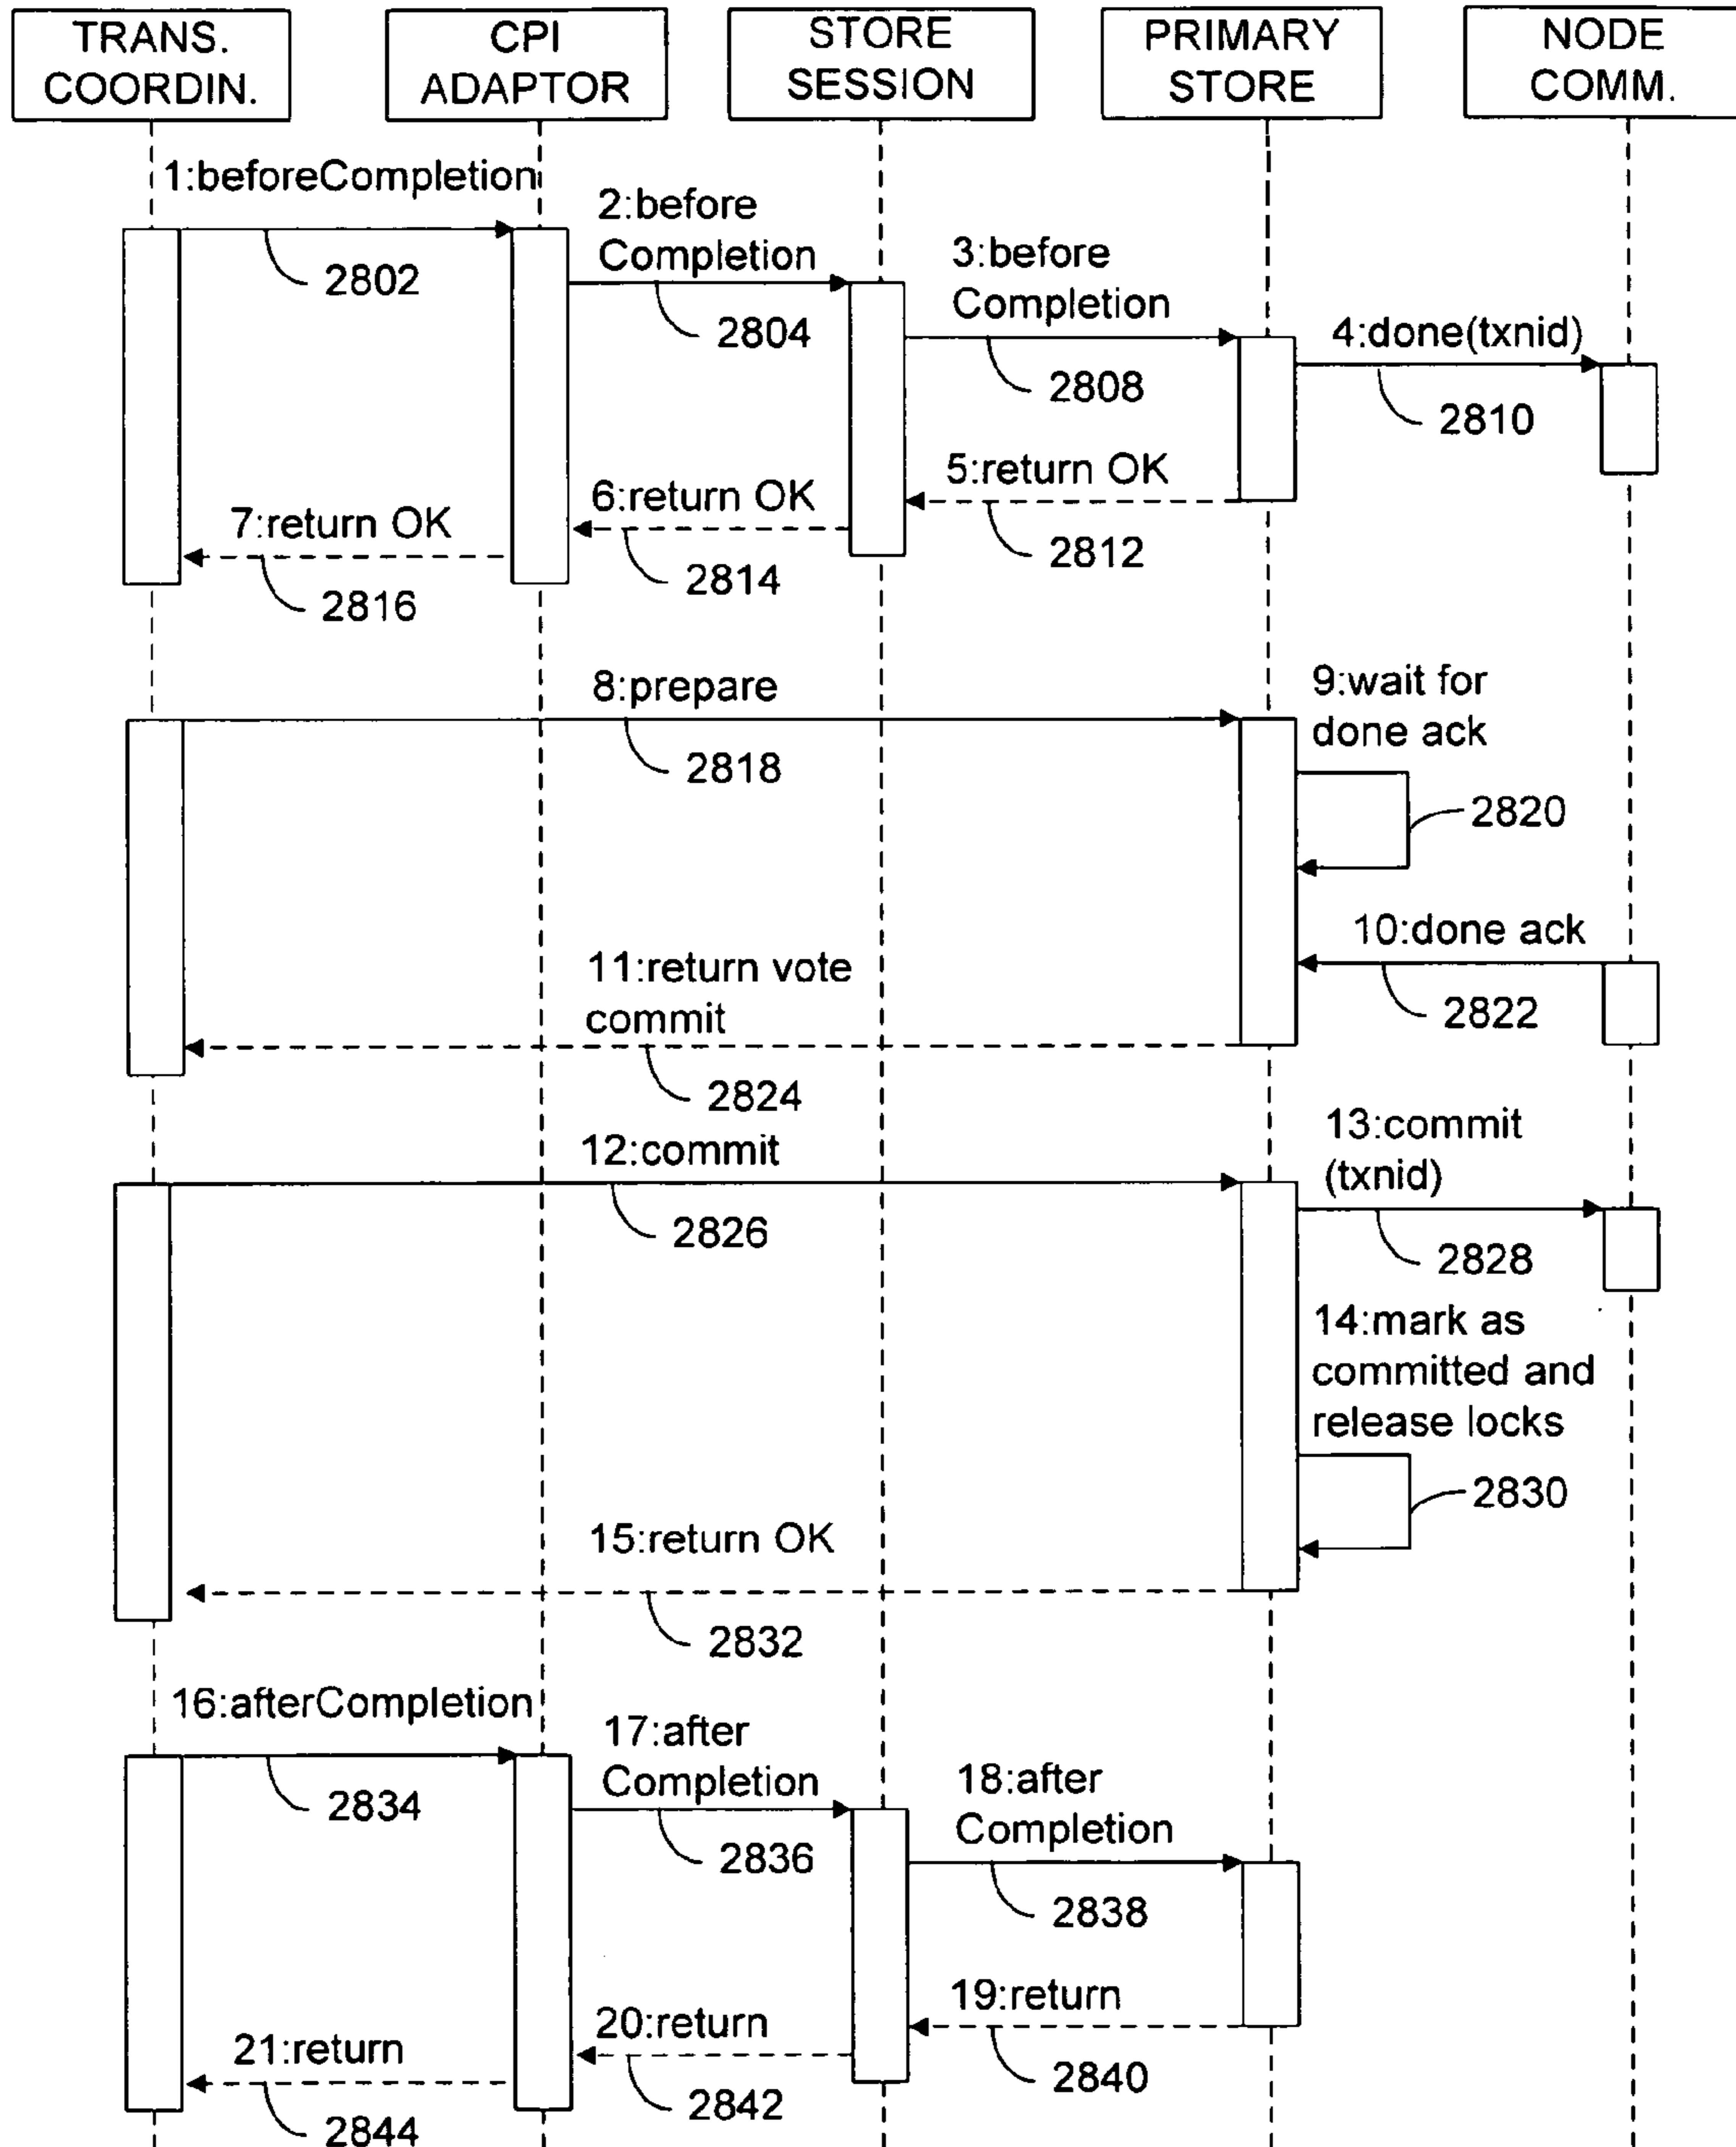 TRANS.
COORDIN.
CPI
ADAPTOR
STORE
SESSION
PRIMARY
STORE
NODE
COMM.
1:beforeCompletion
2802
2:before
Completion
2804
3:before
Completion
2808
4:done(txnid)
2810
5:return OK
2812
6:return OK
2814
7:return OK
2816
8:prepare
2818
9:wait for
done ack
2820
10:done ack
2822
11:return vote
commit
2824
12:commit
2826
13:commit
(txnid)
2828
14:mark as
committed and
release locks
2830
15:return OK
2832
16:afterCompletion
2834
17:after
Completion
2836
18:after
Completion
2838
19:return
2840
20:return
2842
21:return
2844